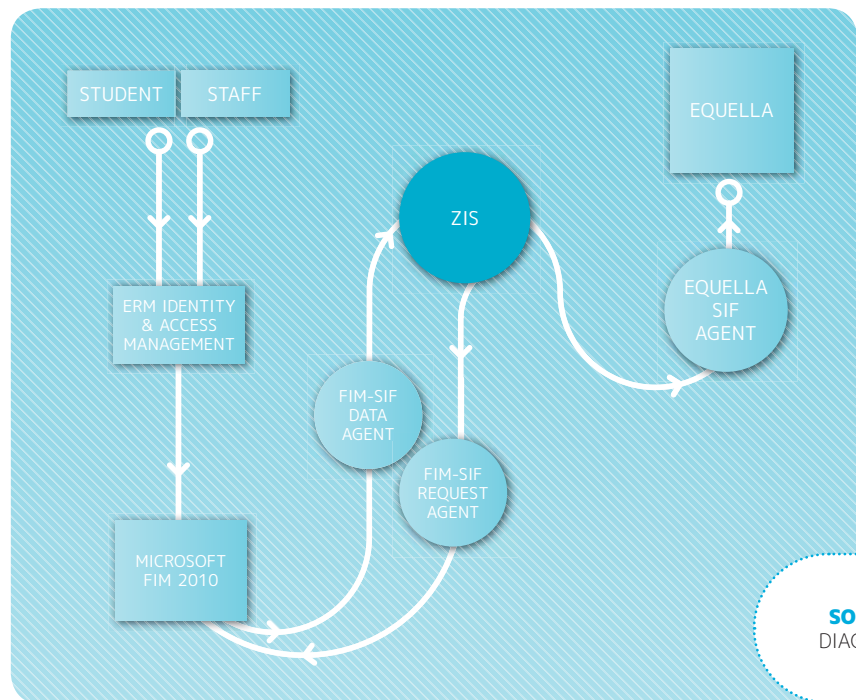 STUDENT
STAFF
EQUELLA
ZIS
ERM IDENTITY
& ACCESS
MANAGEMENT
EQUELLA
SIF
AGENT
FIM-SIF
DATA
AGENT
FIM-SIF
REQUEST
AGENT
MICROSOFT
FIM 2010